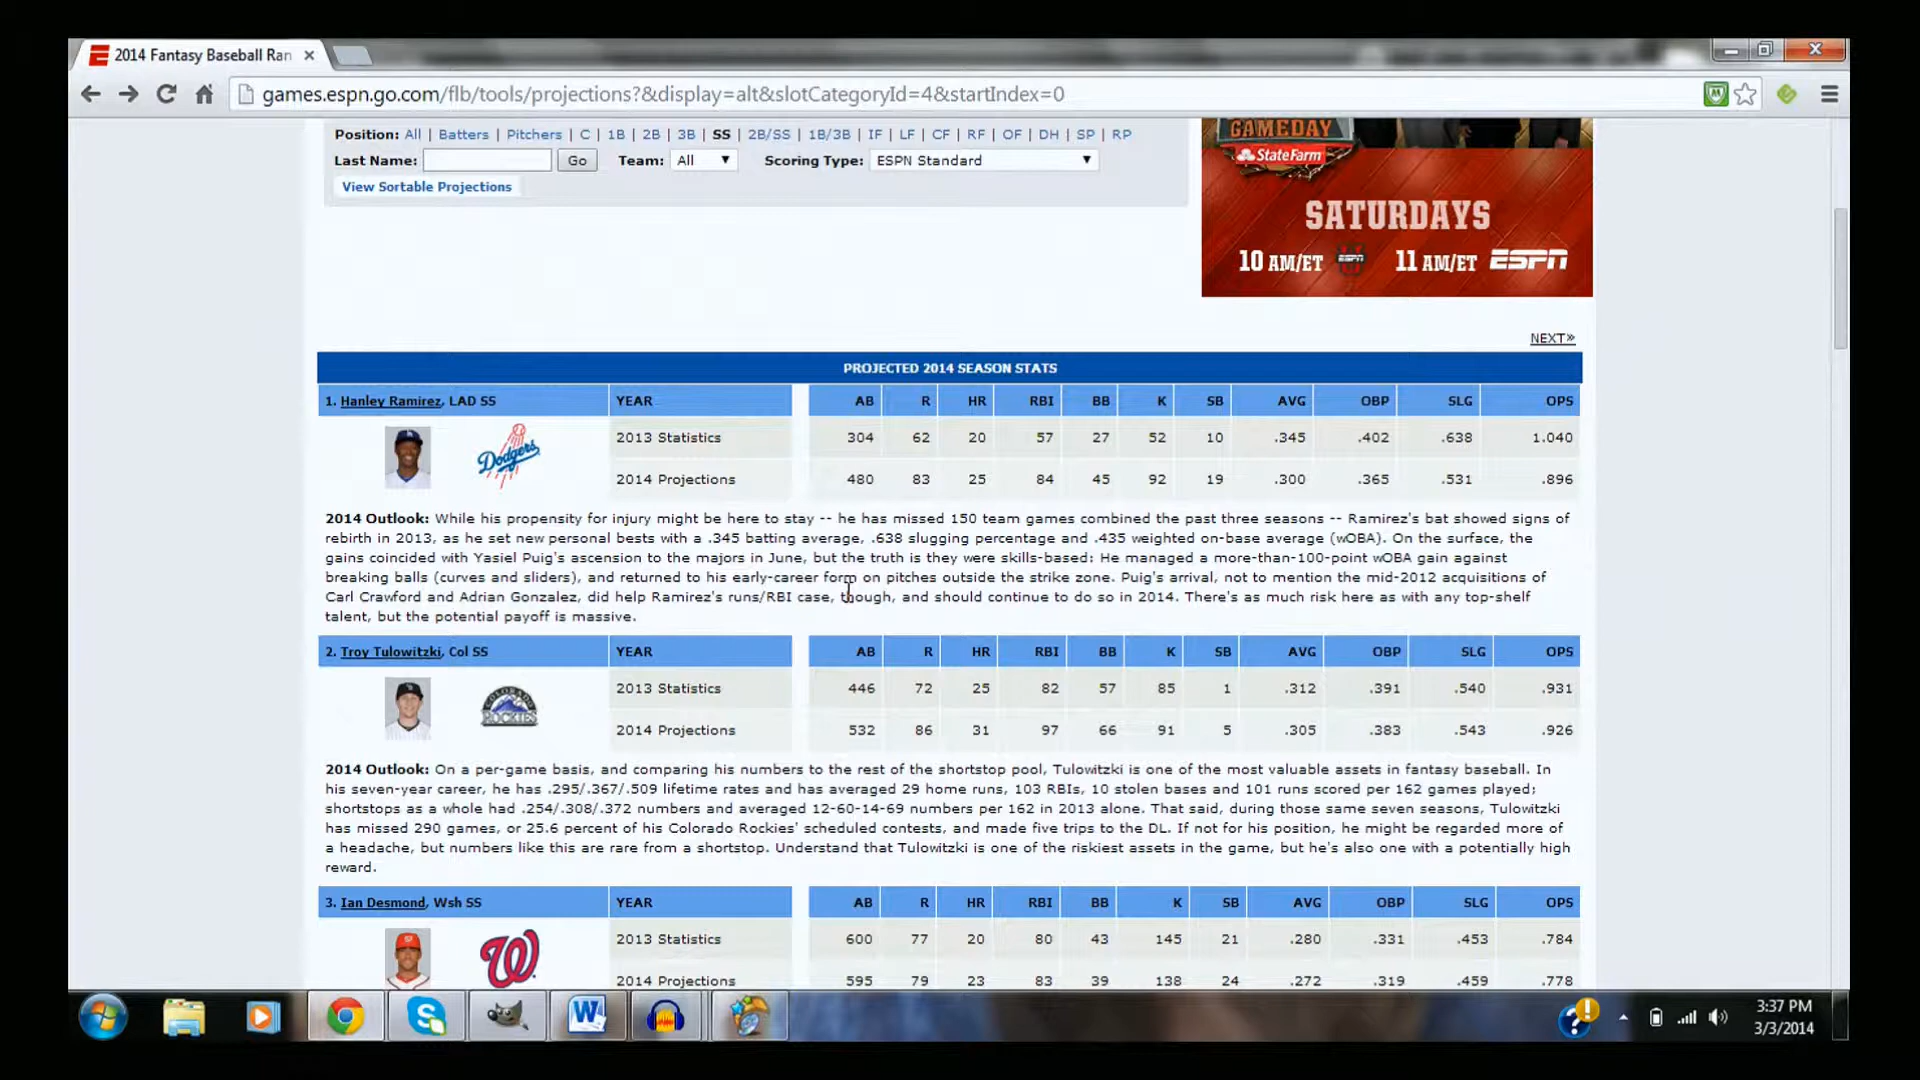 2014 Fantasy Baseball Ran
games.espn.go.com/flb/tools/projections?&display=alt&slotCategoryId=4&startIndex=0
Position: All | Batters | Pitchers | C | 1B | 2B | 3B | SS | 2B/SS | 1B/3B | IF | LF | CF | RF | OF | DH | SP | RP
Last Name: Go Team: All Scoring Type: ESPN Standard
View Sortable Projections
GAMEDAY
StateFarm
SATURDAYS
10 AM/ET 11 AM/ET ESPN
NEXT»
PROJECTED 2014 SEASON STATS
1. Hanley Ramirez, LAD SS YEAR AB R HR RBI BB K SB AVG OBP SLG OPS
Dodgers
2013 Statistics 304 62 20 57 27 52 10 .345 .402 .638 1.040
2014 Projections 480 83 25 84 45 92 19 .300 .365 .531 .896
2014 Outlook: While his propensity for injury might be here to stay -- he has missed 150 team games combined the past three seasons -- Ramirez's bat showed signs of
rebirth in 2013, as he set new personal bests with a .345 batting average, .638 slugging percentage and .435 weighted on-base average (wOBA). On the surface, the
gains coincided with Yasiel Puig's ascension to the majors in June, but the truth is they were skills-based: He managed a more-than-100-point wOBA gain against
breaking balls (curves and sliders), and returned to his early-career form on pitches outside the strike zone. Puig's arrival, not to mention the mid-2012 acquisitions of
Carl Crawford and Adrian Gonzalez, did help Ramirez's runs/RBI case, though, and should continue to do so in 2014. There's as much risk here as with any top-shelf
talent, but the potential payoff is massive.
2. Troy Tulowitzki, Col SS YEAR AB R HR RBI BB K SB AVG OBP SLG OPS
COLORADO
ROCKIES
2013 Statistics 446 72 25 82 57 85 1 .312 .391 .540 .931
2014 Projections 532 86 31 97 66 91 5 .305 .383 .543 .926
2014 Outlook: On a per-game basis, and comparing his numbers to the rest of the shortstop pool, Tulowitzki is one of the most valuable assets in fantasy baseball. In
his seven-year career, he has .295/.367/.509 lifetime rates and has averaged 29 home runs, 103 RBIs, 10 stolen bases and 101 runs scored per 162 games played;
shortstops as a whole had .254/.308/.372 numbers and averaged 12-60-14-69 numbers per 162 in 2013 alone. That said, during those same seven seasons, Tulowitzki
has missed 290 games, or 25.6 percent of his Colorado Rockies' scheduled contests, and made five trips to the DL. If not for his position, he might be regarded more of
a headache, but numbers like this are rare from a shortstop. Understand that Tulowitzki is one of the riskiest assets in the game, but he's also one with a potentially high
reward.
3. Ian Desmond, Wsh SS YEAR AB R HR RBI BB K SB AVG OBP SLG OPS
W
2013 Statistics 600 77 20 80 43 145 21 .280 .331 .453 .784
2014 Projections 595 79 23 83 39 138 24 .272 .319 .459 .778
3:37 PM
3/3/2014